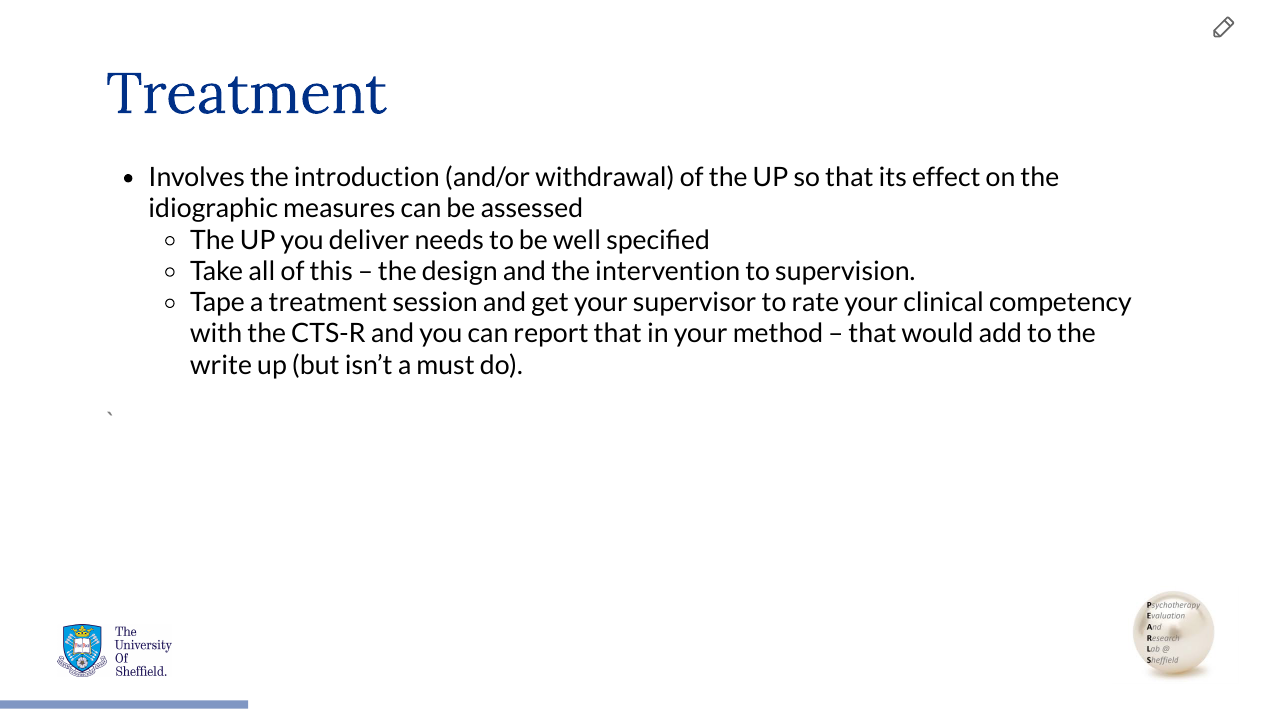 Treatment
• Involves the introduction (and/or withdrawal) of the UP so that its effect on the
idiographic measures can be assessed
○ The UP you deliver needs to be well specified
○ Take all of this – the design and the intervention to supervision.
○ Tape a treatment session and get your supervisor to rate your clinical competency
with the CTS-R and you can report that in your method – that would add to the
write up (but isn’t a must do).
`
The
University
Of
Sheffield.
Psychotherapy
Evaluation
And
Research
Lab @
Sheffield